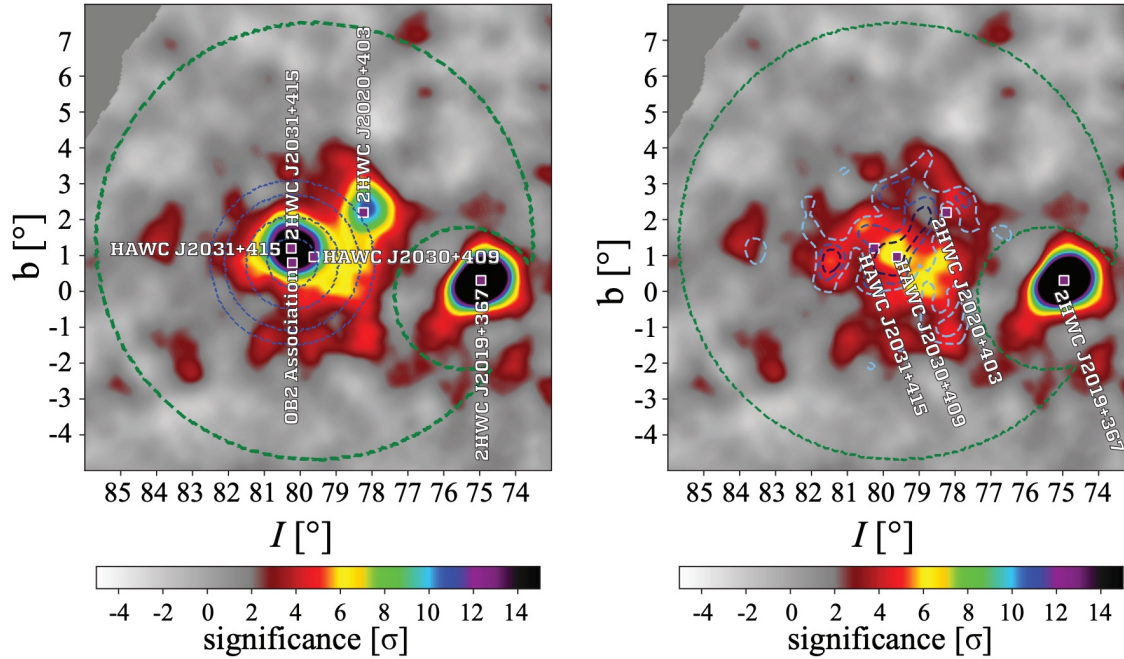 7
6
5
4
3
2
1
0
-1
-2
-3
-4
b [°]
85 84 83 82 81 80 79 78 77 76 75 74
l [°]
2HWC J2031+415
2HWC J2020+403
HAWC J2031+415
HAWC J2030+409
OB2 Association
2HWC J2019+367
-4 -2 0 2 4 6 8 10 12 14
significance [σ]
7
6
5
4
3
2
1
0
-1
-2
-3
-4
b [°]
85 84 83 82 81 80 79 78 77 76 75 74
l [°]
HAWC J2031+415
HAWC J2030+409
2HWC J2020+403
2HWC J2019+367
-4 -2 0 2 4 6 8 10 12 14
significance [σ]